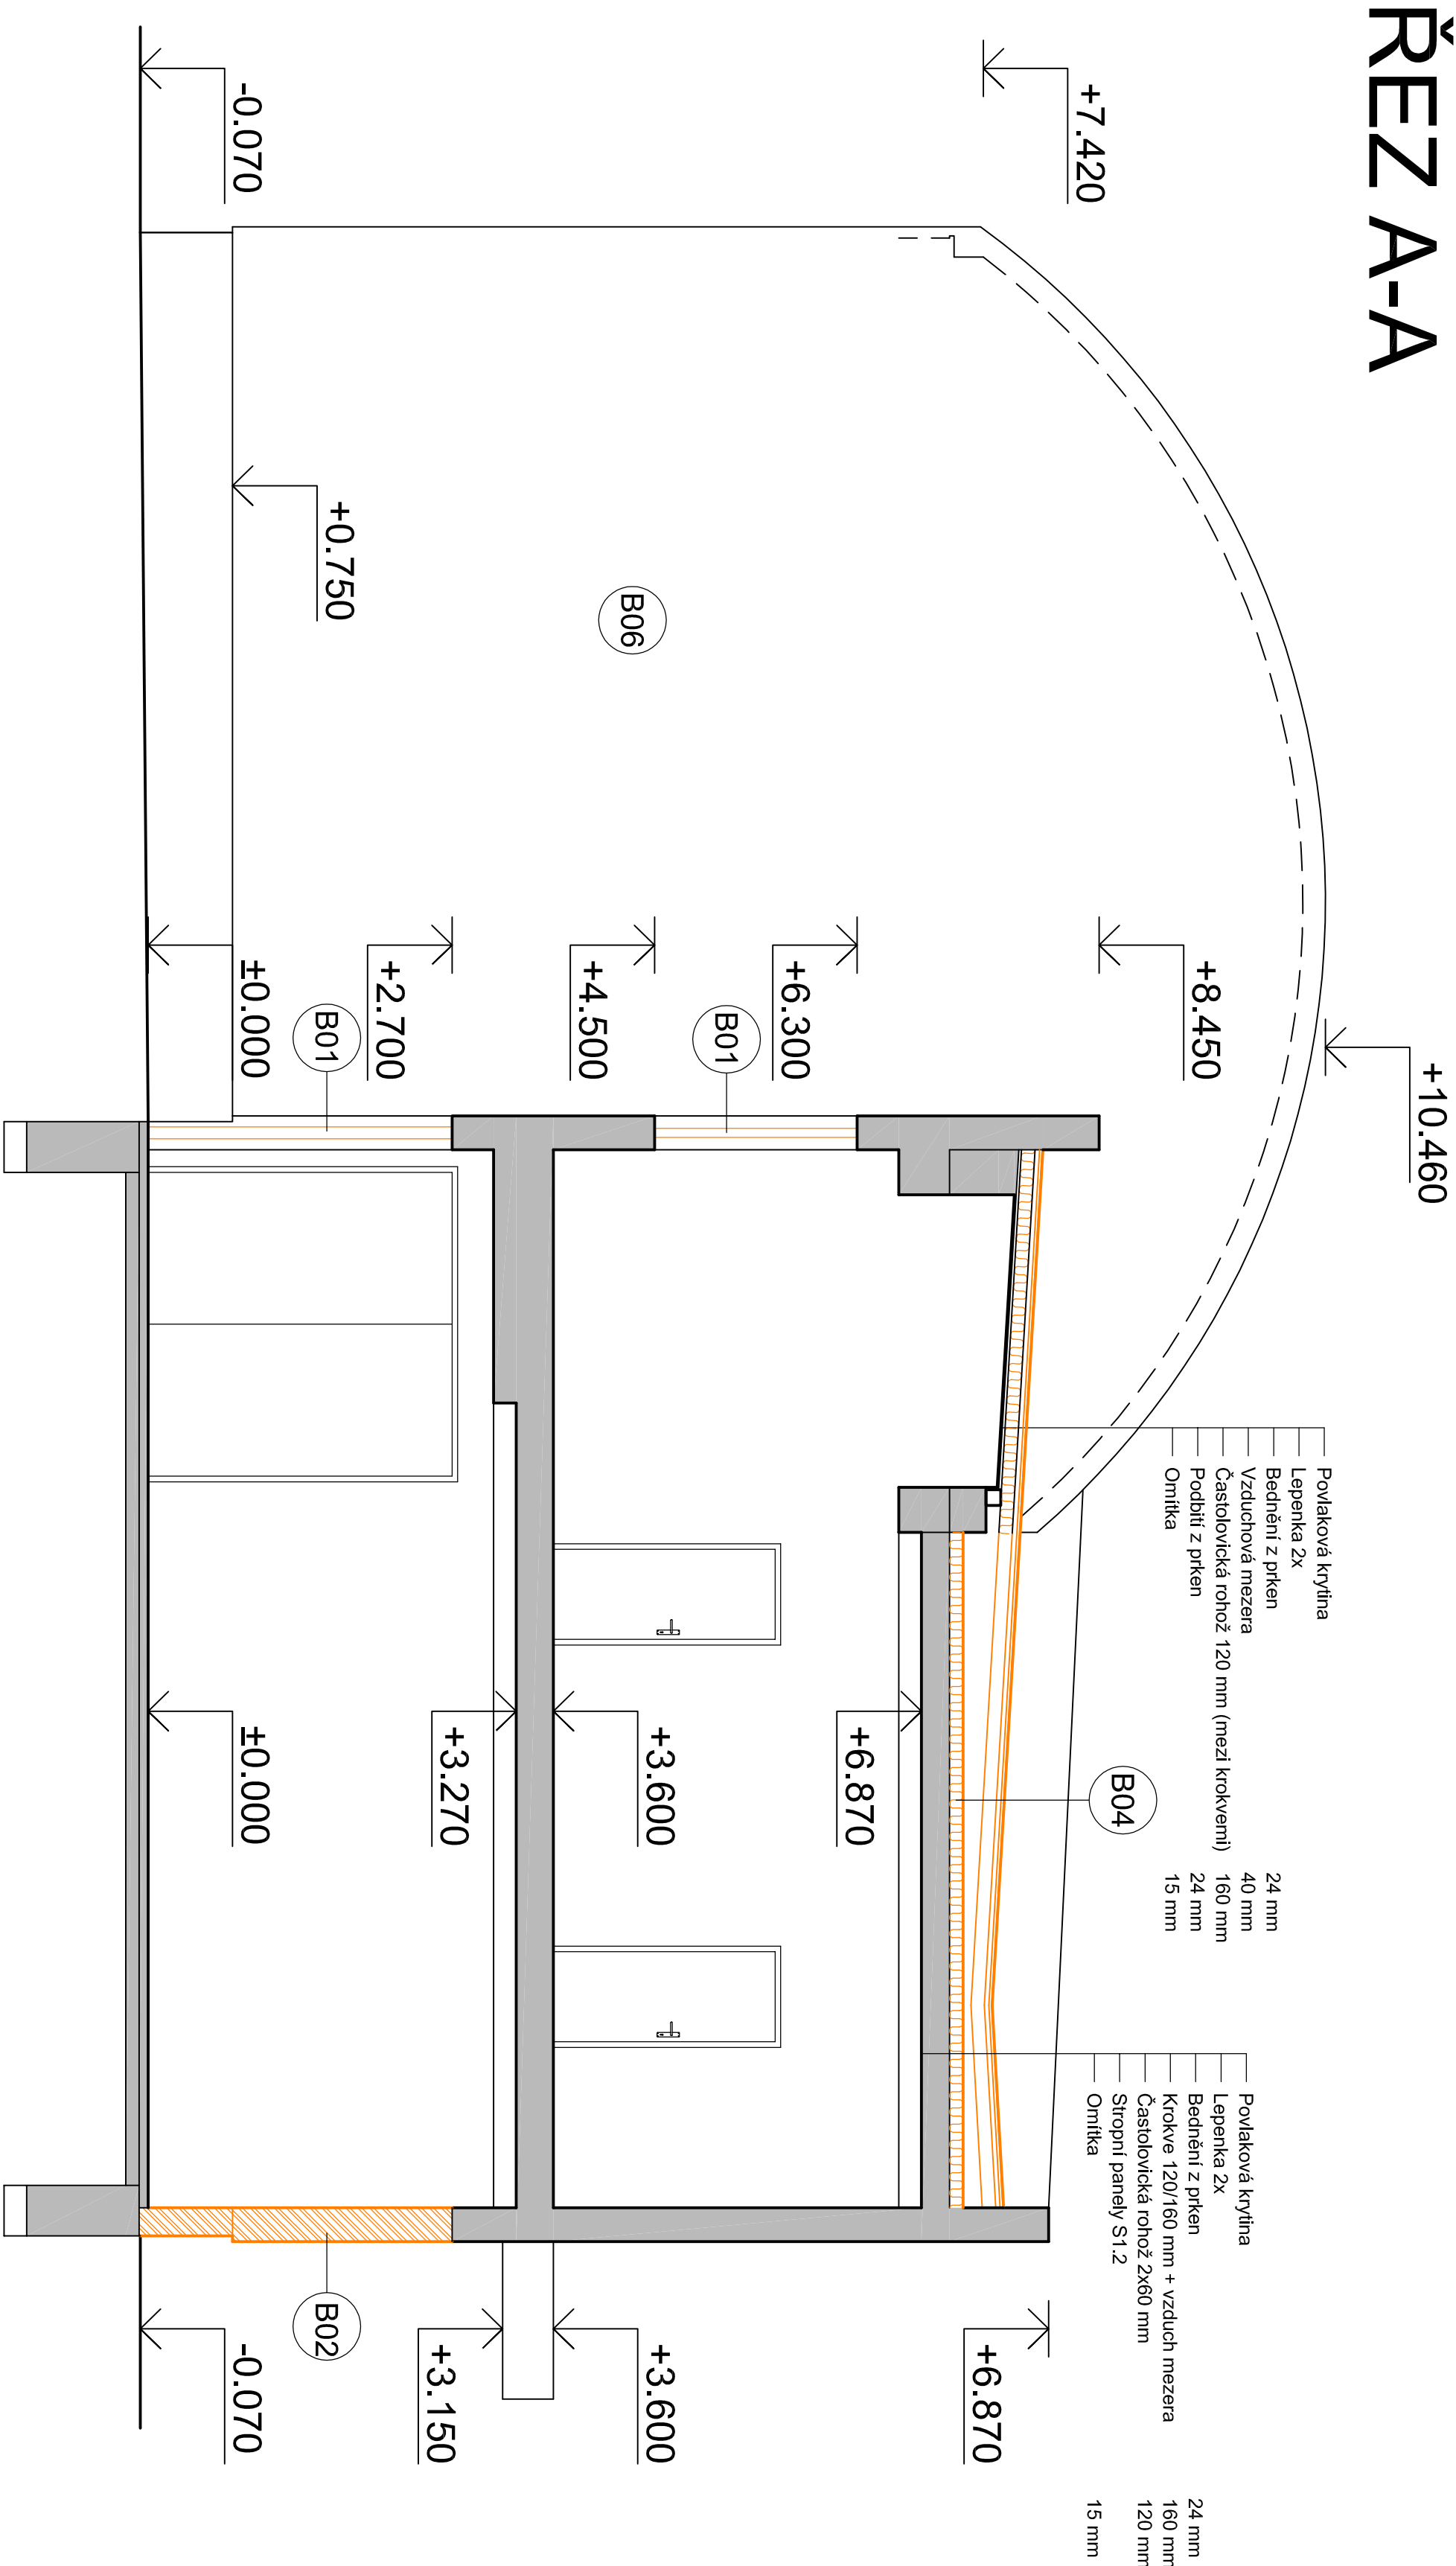 ŘEZ A-A
+10.460
+8.450
+7.420
Povlaková krytina
Lepenka 2x
Bednění z prken 24 mm
Vzduchová mezera 40 mm
Častolovická rohož 120 mm (mezi krokvemi) 160 mm
Podbití z prken 24 mm
Omítka 15 mm
Povlaková krytina
Lepenka 2x
Bednění z prken 24 mm
Krokve 120/160 mm + vzduch mezera 160 mm
Častolovická rohož 2x60 mm 120 mm
Stropní panely S1.2
Omítka 15 mm
B04
+6.870
+6.870
+6.300
B01
B06
+4.500
+3.600
+3.600
+3.270
+3.150
+2.700
B01
B02
+0.750
±0.000
±0.000
-0.070
-0.070